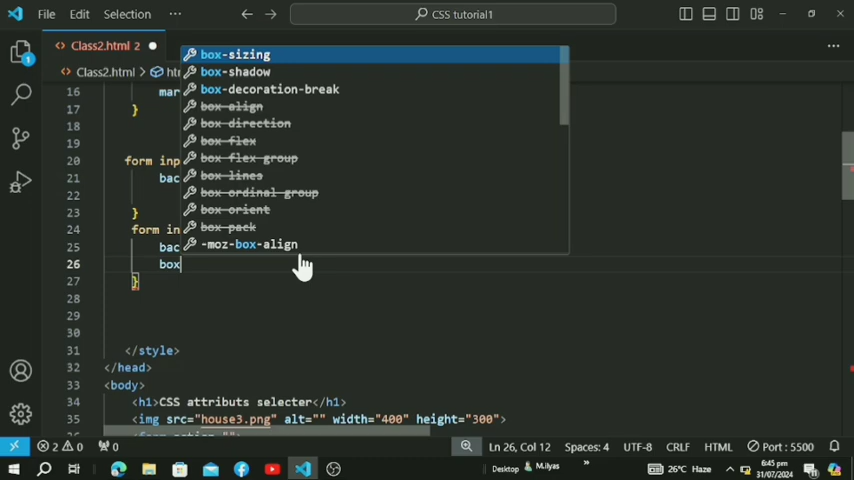 File Edit Selection ··· CSS tutorial1
Class2.html 2
Class2.html > htr
box-sizing
box-shadow
box-decoration-break
box-align
box-direction
box-flex
box-flex-group
box-lines
box-ordinal-group
box-orient
box-pack
-moz-box-align
16 mar
17 }
18
19
20 form inp
21 bac
22
23 }
24 form in
25 bac
26 box
27 }
28
29
30
31 </style>
32 </head>
33 <body>
34 <h1>CSS attributs selecter</h1>
35 <img src="house3.png" alt="" width="400" height="300">
2 0 0 Ln 26, Col 12 Spaces: 4 UTF-8 CRLF HTML Port : 5500
Desktop M.ilyas » 26°C Haze 6:45 pm
31/07/2024